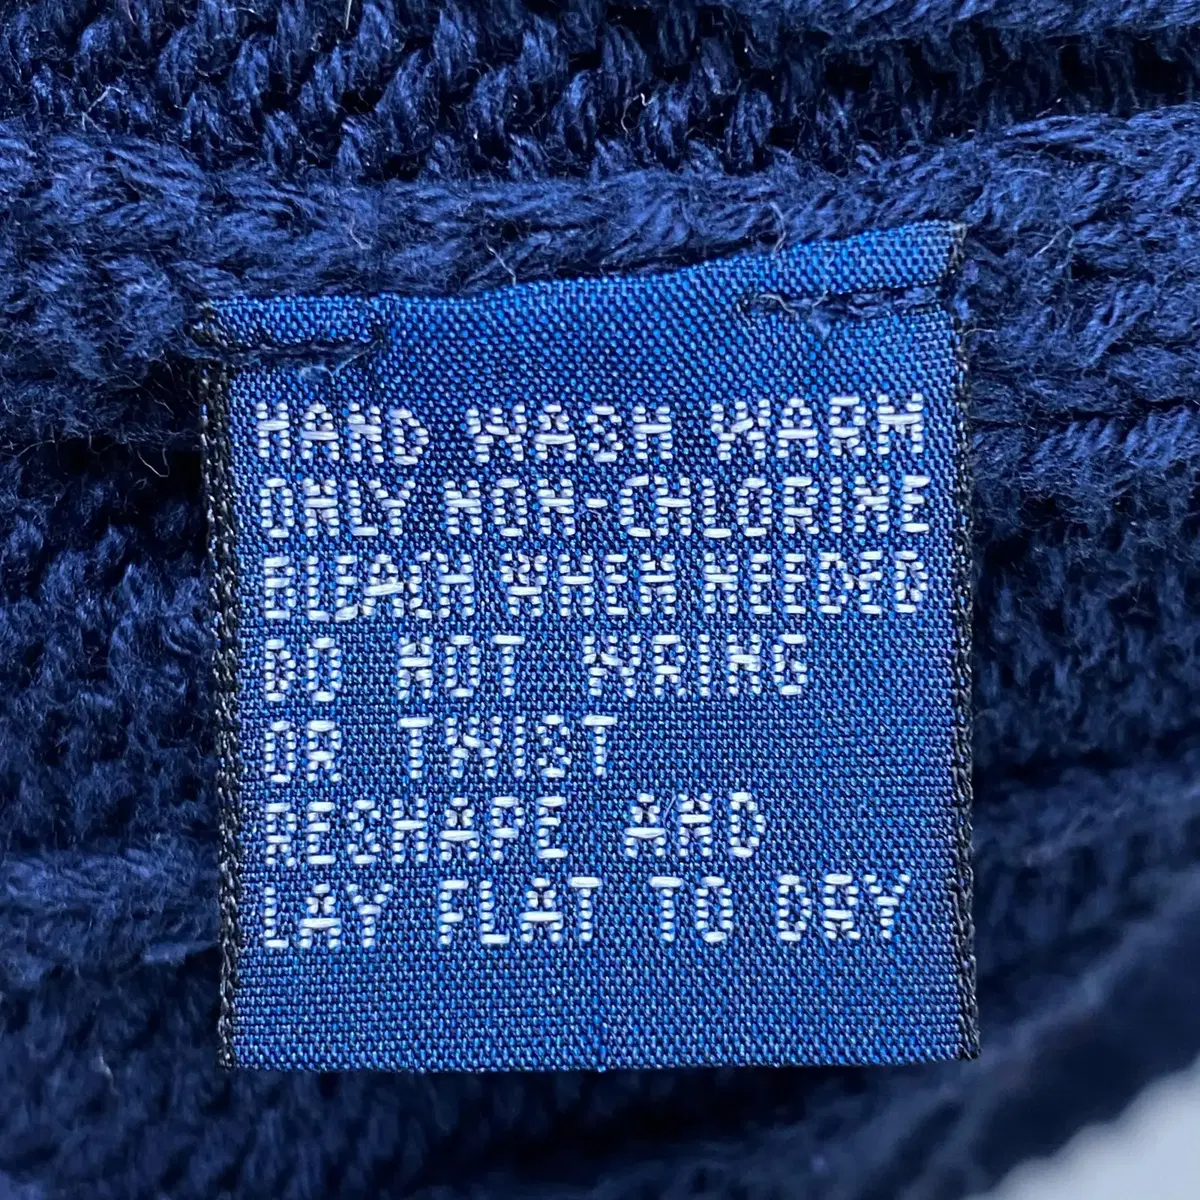 HAND WASH WARM
ONLY NON-CHLORINE
BLEACH WHEN NEEDED
DO NOT WRING
OR TWIST
RESHAPE AND
LAY FLAT TO DRY